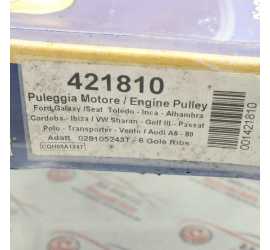 421810
Puleggia Motore / Engine Pulley
Ford Galaxy /Seat Toledo - Inca - Alhambra
Cordoba - Ibiza / VW Sharan - Golf III - Passat
Polo - Transporter - Vento / Audi A6 - 80
Adatt. 028105243T - 6 Gole Ribs
001421810